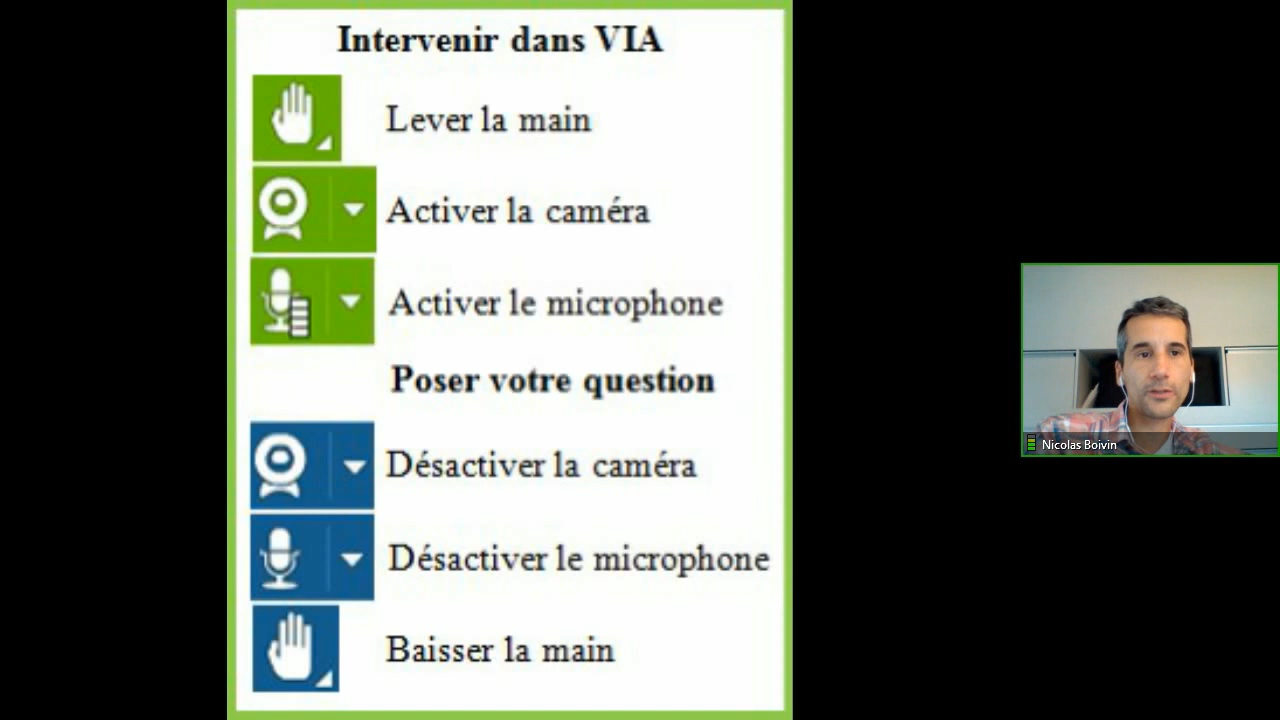 Intervenir dans VIA
Lever la main
Activer la caméra
Activer le microphone
Poser votre question
Désactiver la caméra
Désactiver le microphone
Baisser la main
Nicolas Boivin